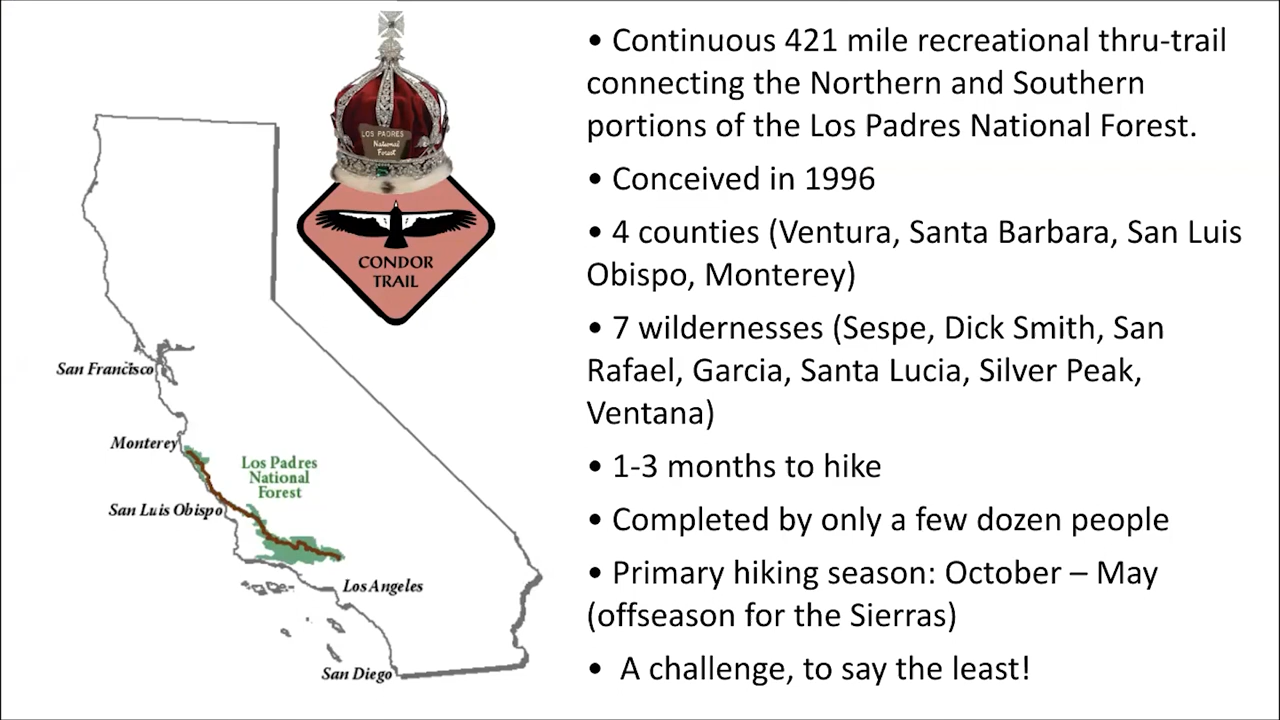 LOS PADRES
National
Forest
CONDOR
TRAIL
San Francisco
Monterey
Los Padres
National
Forest
San Luis Obispo
Los Angeles
San Diego
• Continuous 421 mile recreational thru-trail
connecting the Northern and Southern
portions of the Los Padres National Forest.
• Conceived in 1996
• 4 counties (Ventura, Santa Barbara, San Luis
Obispo, Monterey)
• 7 wildernesses (Sespe, Dick Smith, San
Rafael, Garcia, Santa Lucia, Silver Peak,
Ventana)
• 1-3 months to hike
• Completed by only a few dozen people
• Primary hiking season: October – May
(offseason for the Sierras)
• A challenge, to say the least!